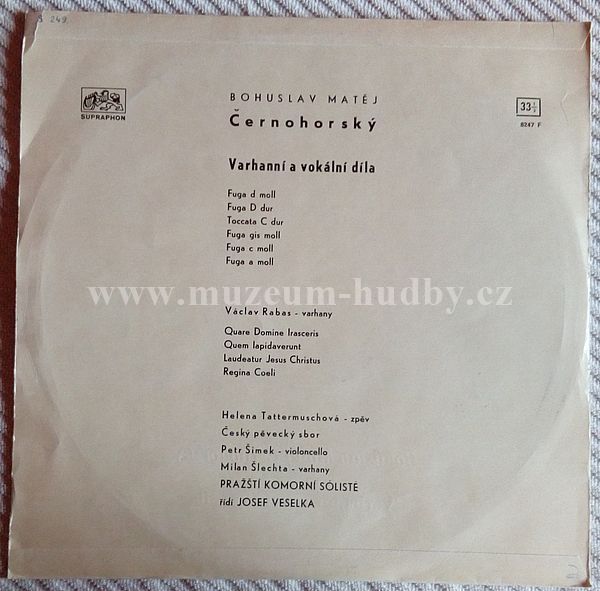 B 249
SUPRAPHON
BOHUSLAV MATĚJ
Černohorský
33⅓
8247 F
Varhanní a vokální díla
Fuga d moll
Fuga D dur
Toccata C dur
Fuga gis moll
Fuga c moll
Fuga a moll
www.muzeum-hudby.cz
Václav Rabas - varhany
Quare Domine Irasceris
Quem lapidaverunt
Laudeatur Jesus Christus
Regina Coeli
Helena Tattermuschová - zpěv
Český pěvecký sbor
Petr Šimek - violoncello
Milan Šlechta - varhany
PRAŽŠTÍ KOMORNÍ SÓLISTÉ
řídí JOSEF VESELKA